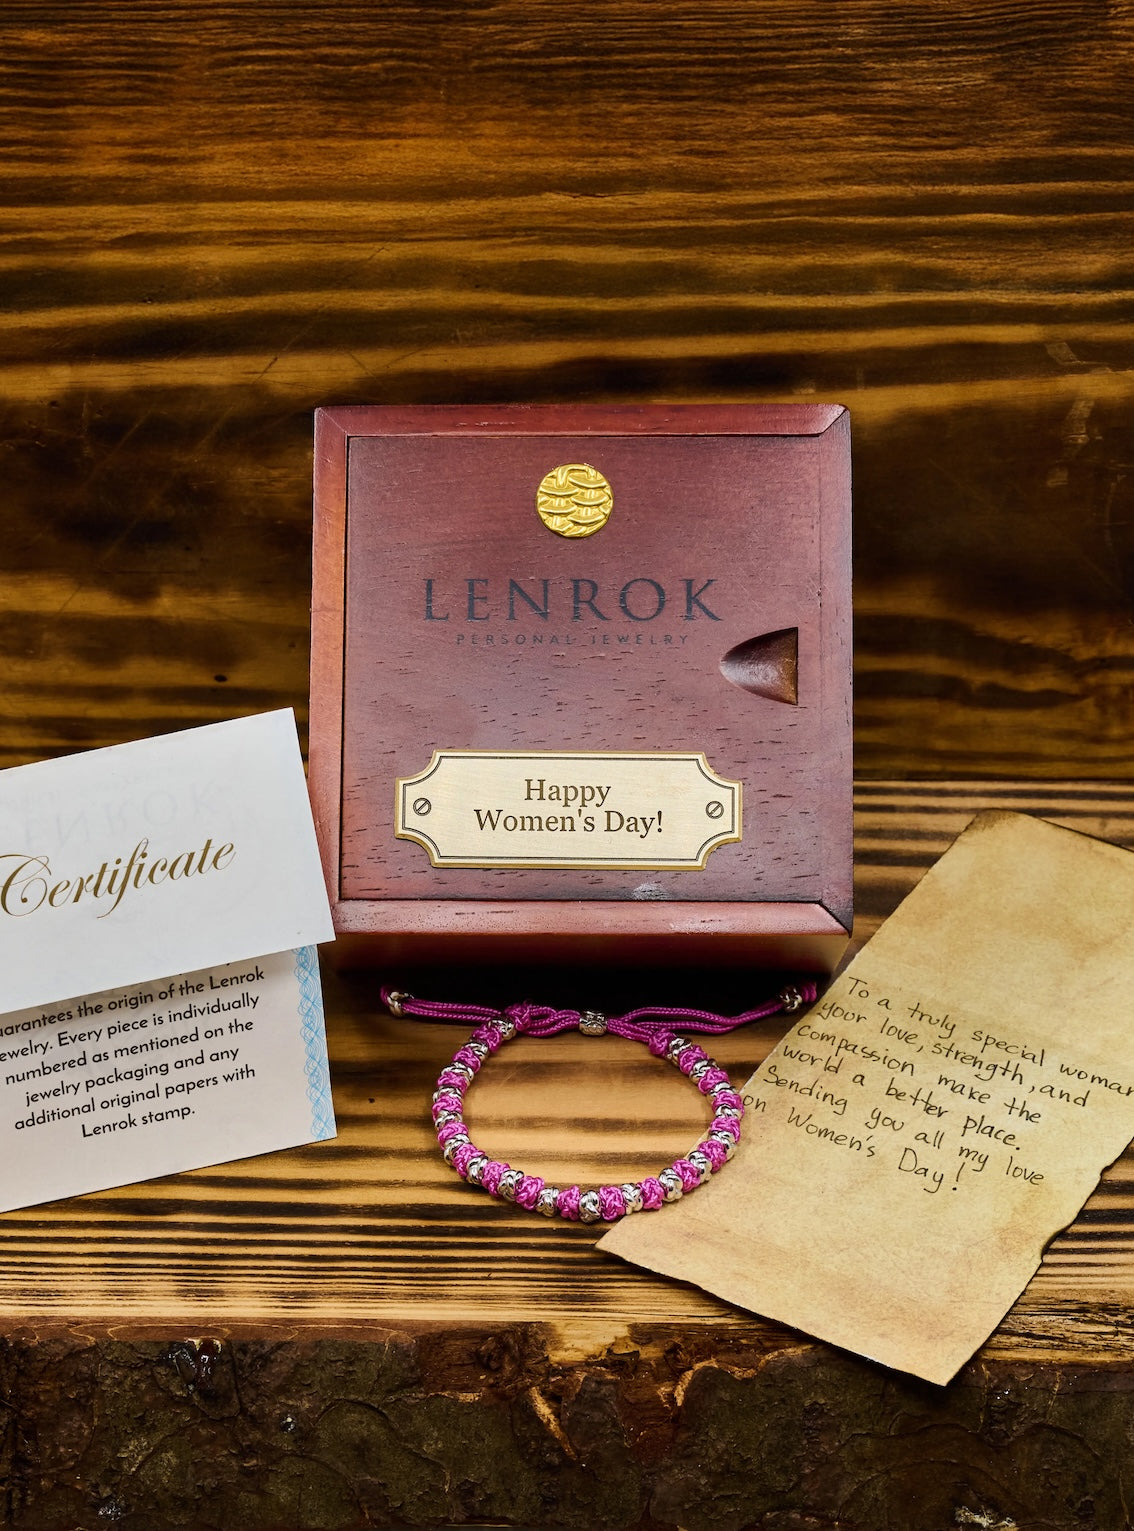 LENROK
PERSONAL JEWELRY
Happy
Women's Day!
Certificate
guarantees the origin of the Lenrok
jewelry. Every piece is individually
numbered as mentioned on the
jewelry packaging and any
additional original papers with
Lenrok stamp.
To a truly special woman
your love, strength, and
compassion make the
world a better place.
Sending you all my love
on Women's Day!